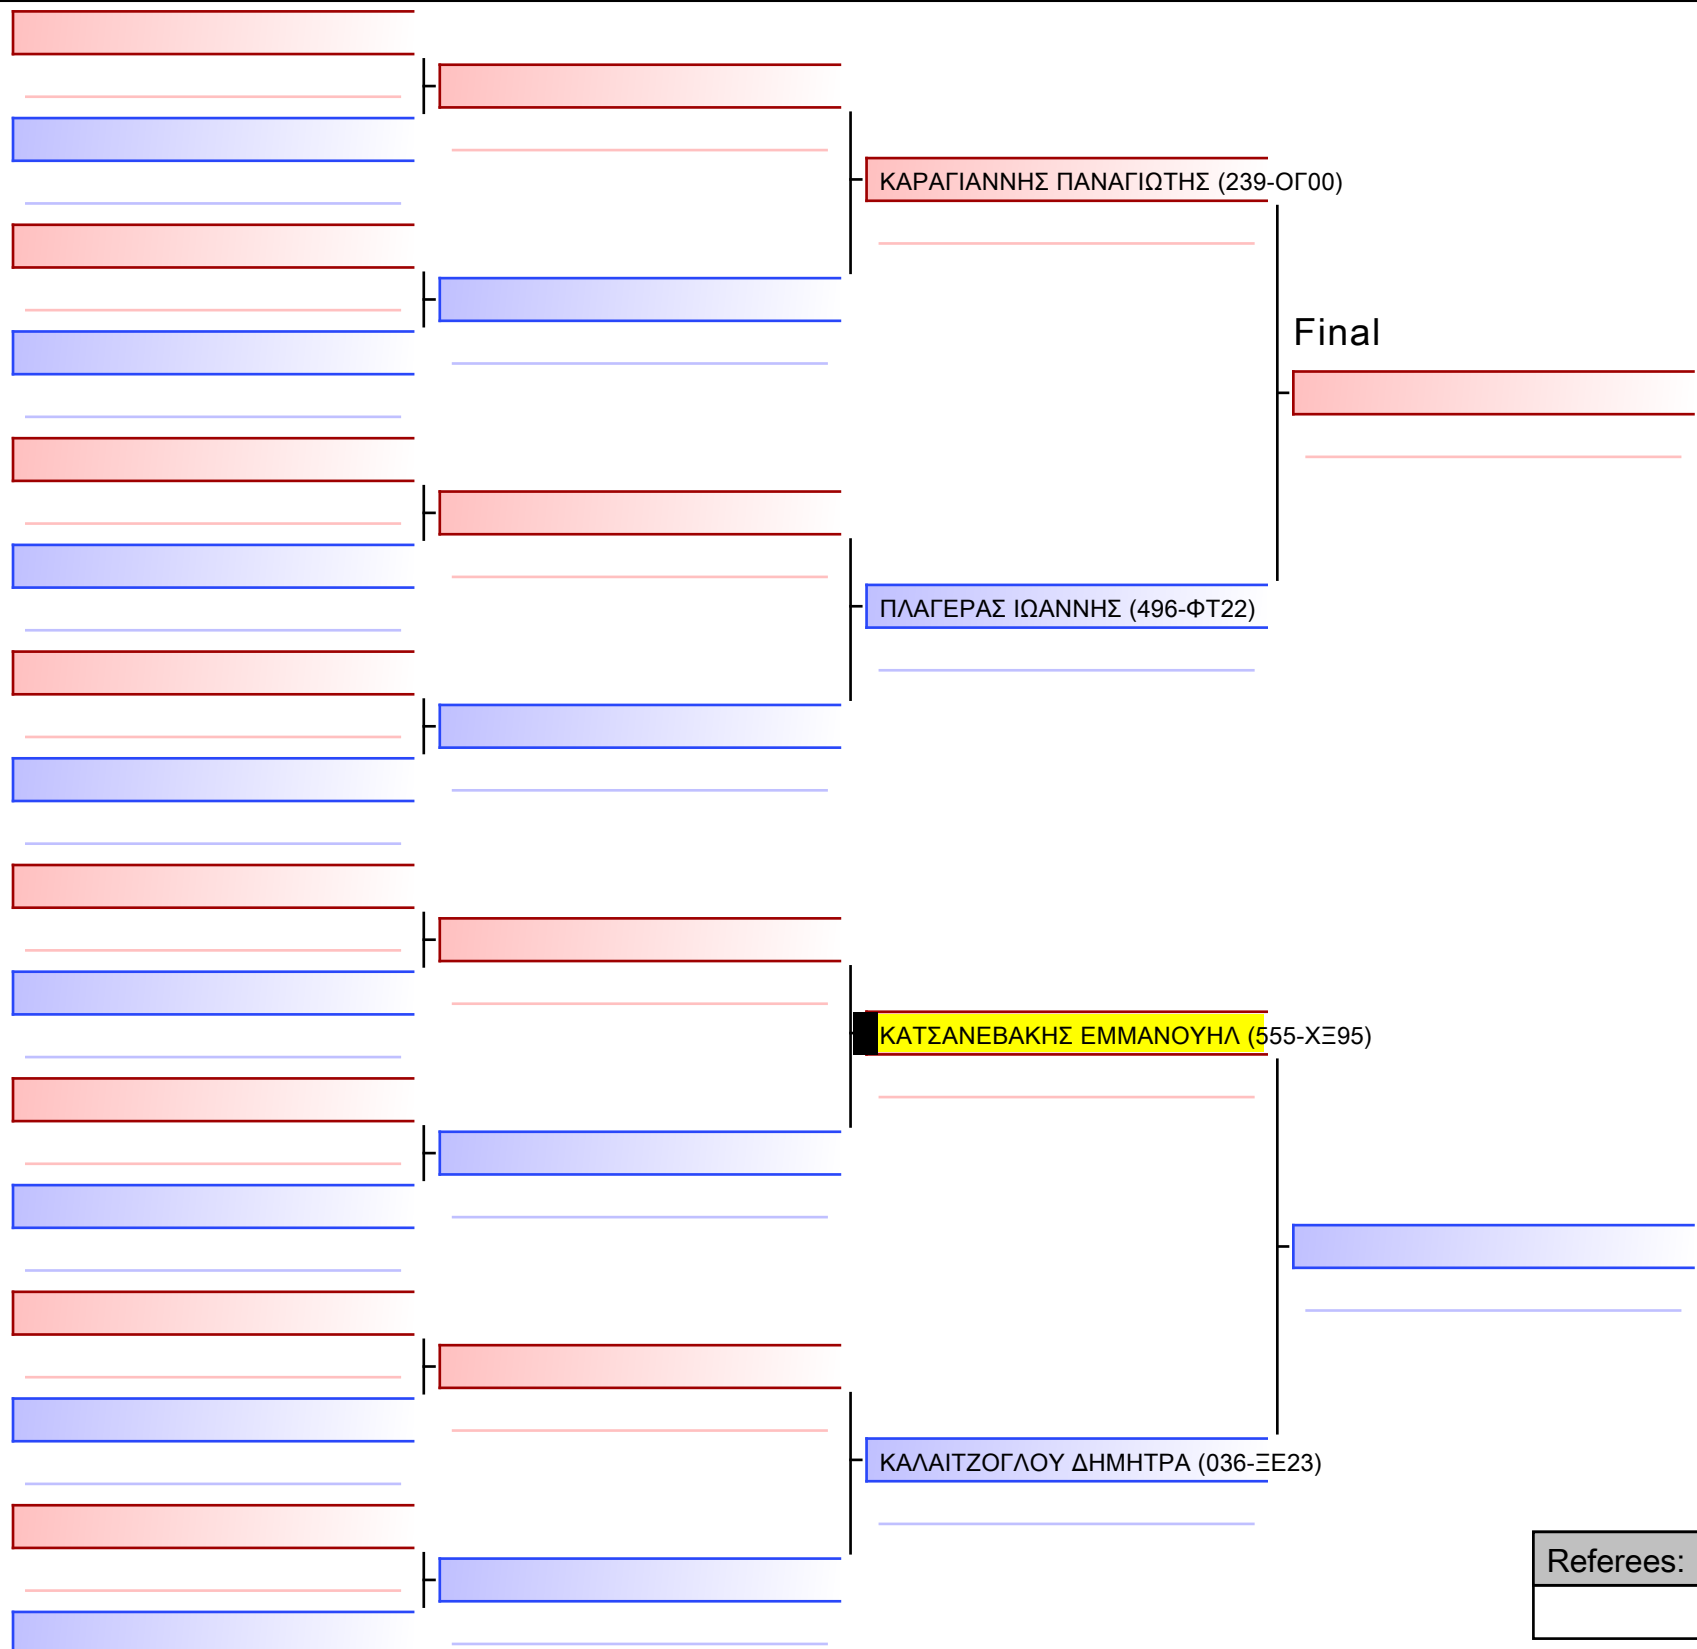 ΚΑΡΑΓΙΑΝΝΗΣ ΠΑΝΑΓΙΩΤΗΣ (239-ΟΓ00)
Final
ΠΛΑΓΕΡΑΣ ΙΩΑΝΝΗΣ (496-ΦΤ22)
ΚΑΤΣΑΝΕΒΑΚΗΣ ΕΜΜΑΝΟΥΗΛ (555-ΧΞ95)
ΚΑΛΑΙΤΖΟΓΛΟΥ ΔΗΜΗΤΡΑ (036-ΞΕ23)
Referees: